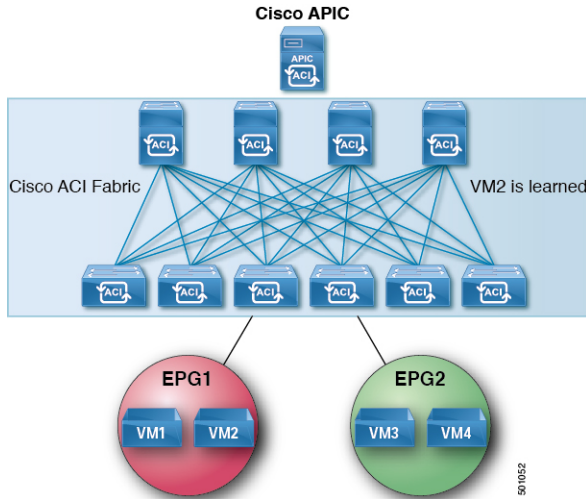 Cisco APIC
APIC
ACI
ACI ACI ACI ACI
Cisco ACI Fabric
VM2 is learned
ACI ACI ACI ACI ACI ACI
EPG1
EPG2
VM1
VM2
VM3
VM4
501052